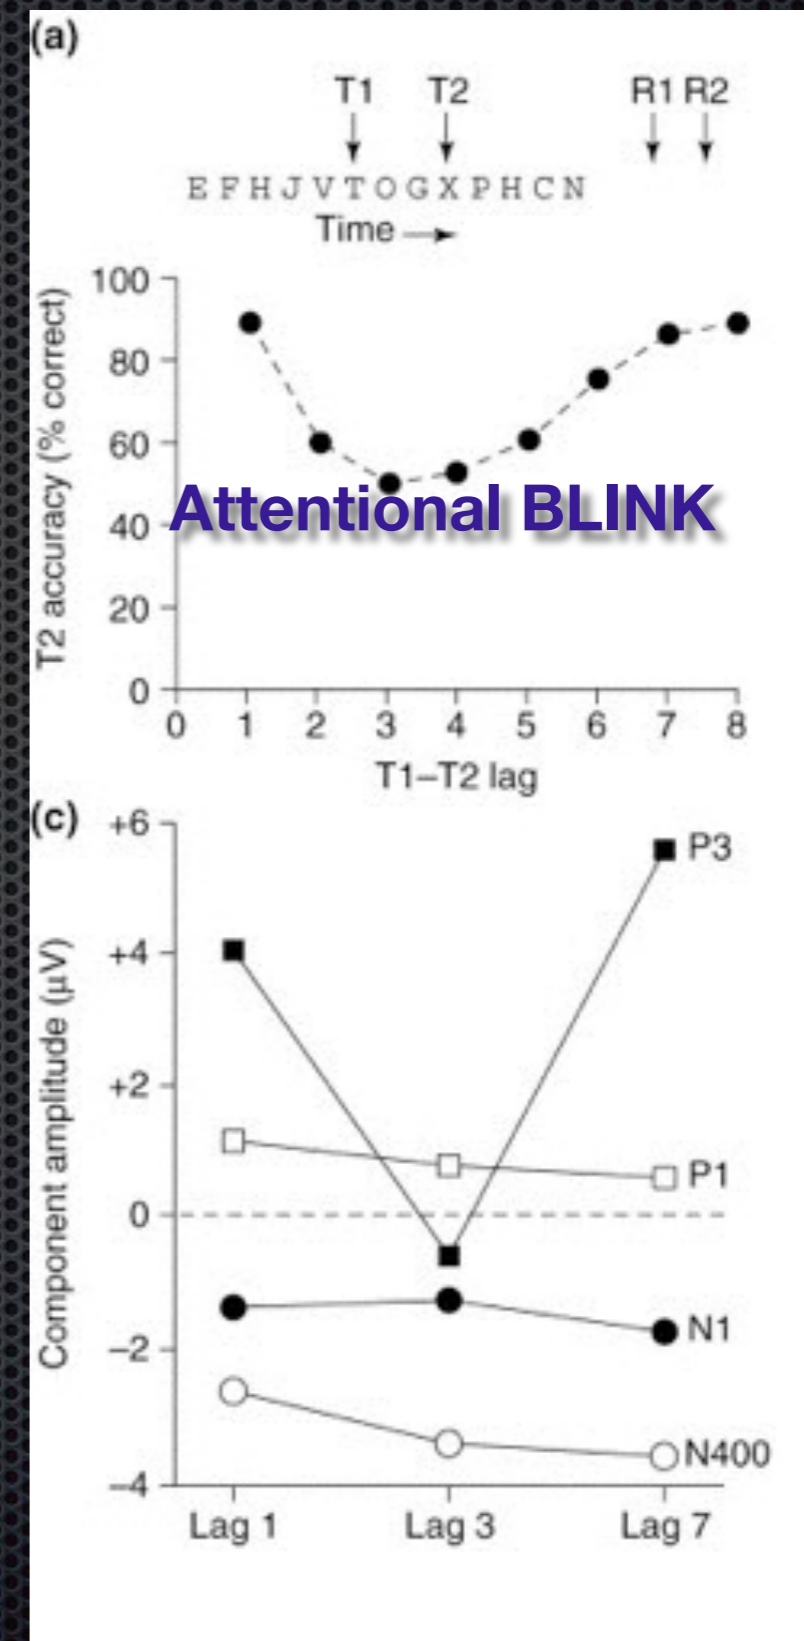 (a)
T1 T2 R1 R2
E F H J V T O G X P H C N
Time
T2 accuracy (% correct)
100
80
60
40
20
0
Attentional BLINK
0 1 2 3 4 5 6 7 8
T1–T2 lag
(c)
Component amplitude (μV)
+6
+4
+2
0
–2
–4
P3
P1
N1
N400
Lag 1 Lag 3 Lag 7